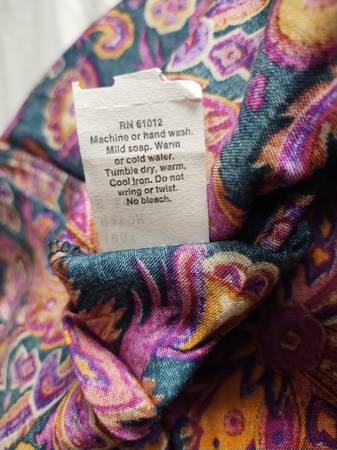 RN 61012
Machine or hand wash.
Mild soap. Warm
or cold water.
Tumble dry, warm.
Cool iron. Do not
wring or twist.
No bleach.